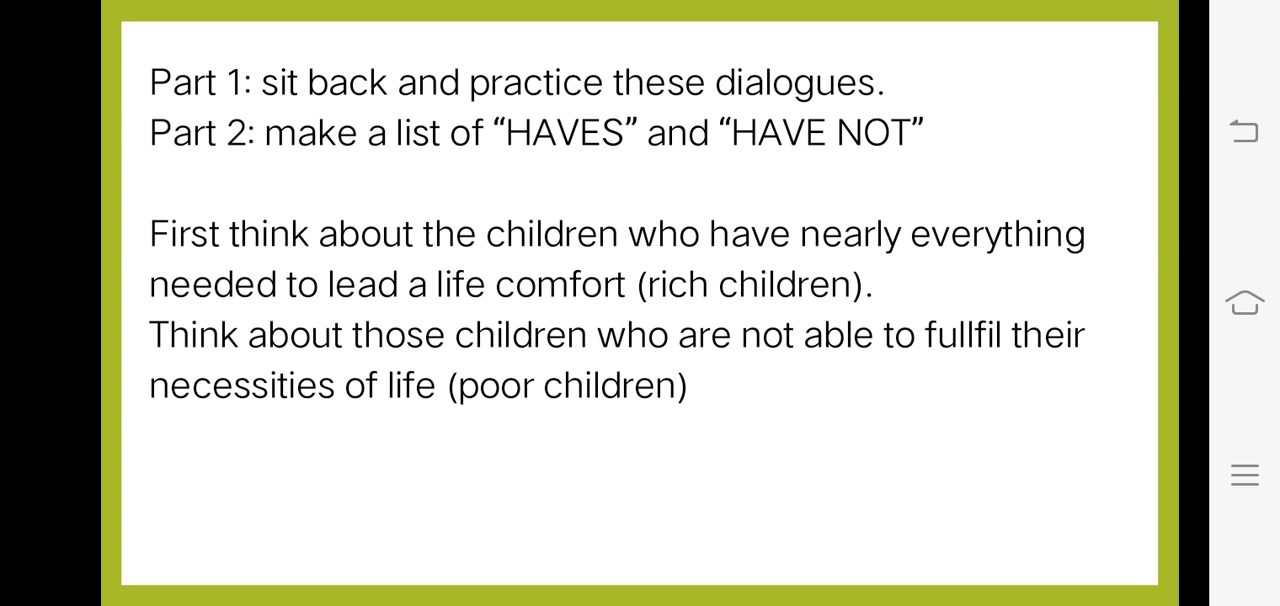 Part 1: sit back and practice these dialogues.
Part 2: make a list of “HAVES” and “HAVE NOT”
First think about the children who have nearly everything
needed to lead a life comfort (rich children).
Think about those children who are not able to fullfil their
necessities of life (poor children)